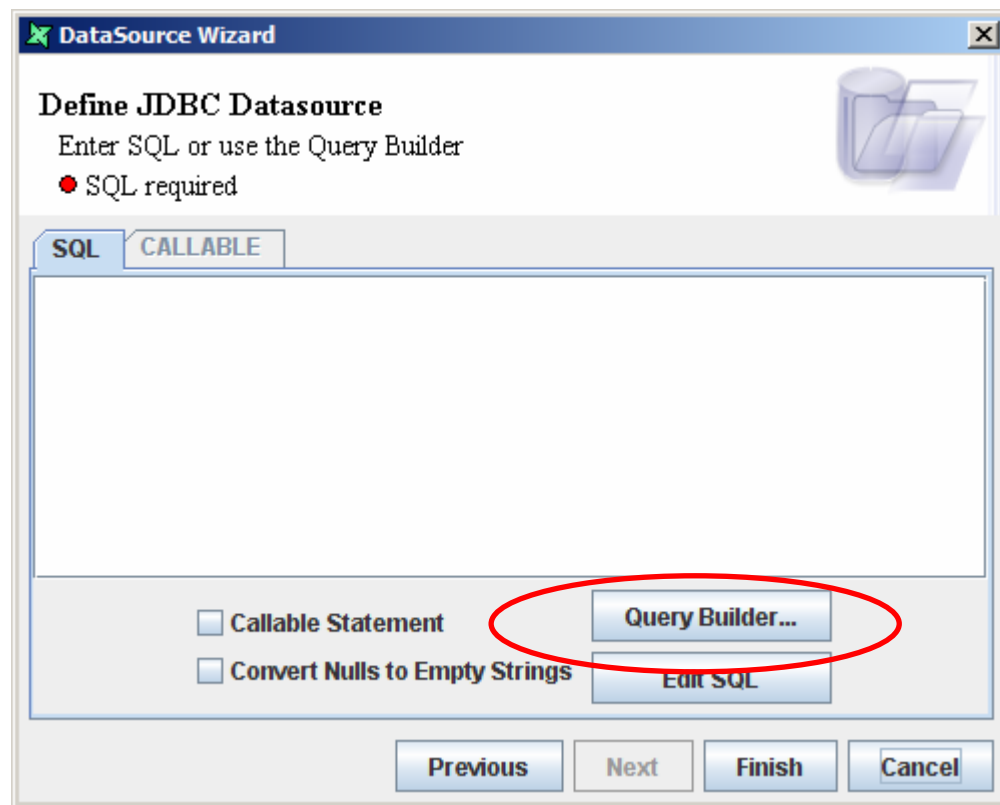 DataSource Wizard
Define JDBC Datasource
Enter SQL or use the Query Builder
SQL required
SQL CALLABLE
Callable Statement Query Builder...
Convert Nulls to Empty Strings Edit SQL
Previous Next Finish Cancel